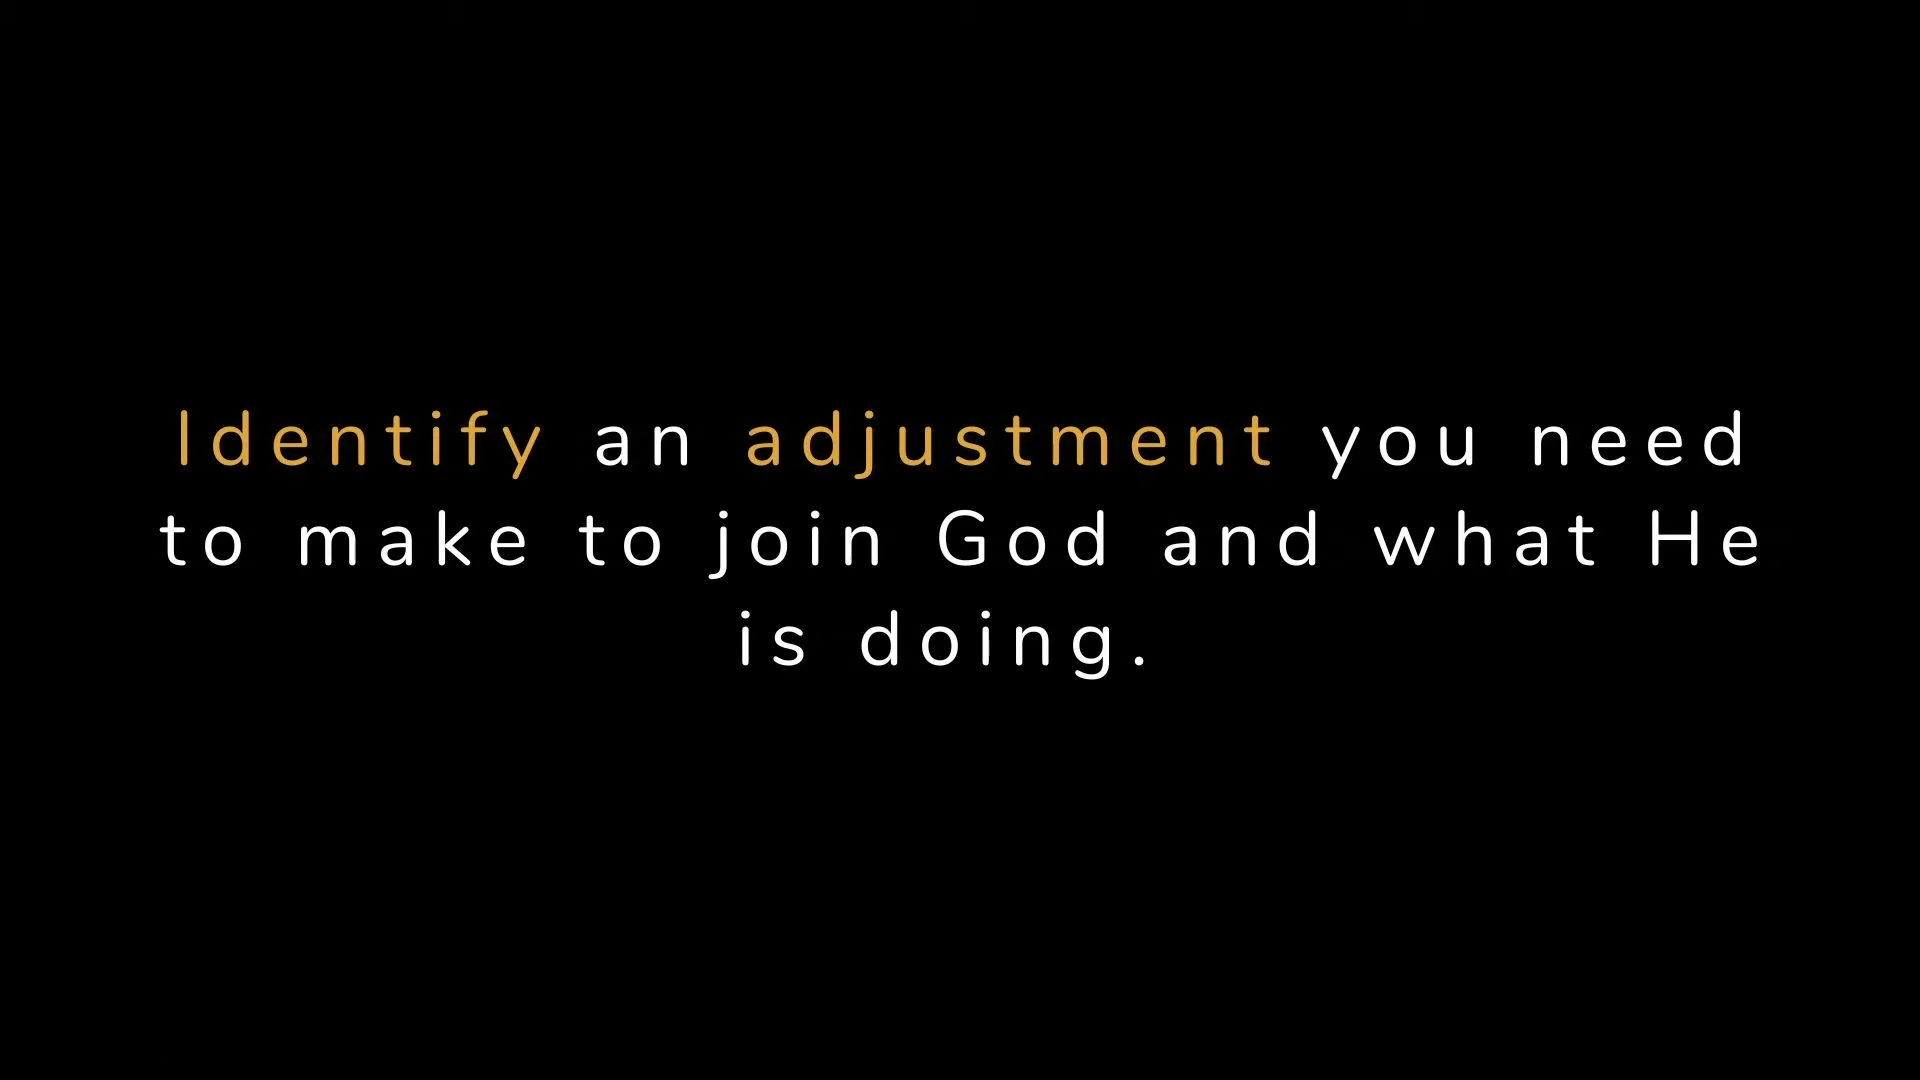 Identify an adjustment you need
to make to join God and what He
is doing.